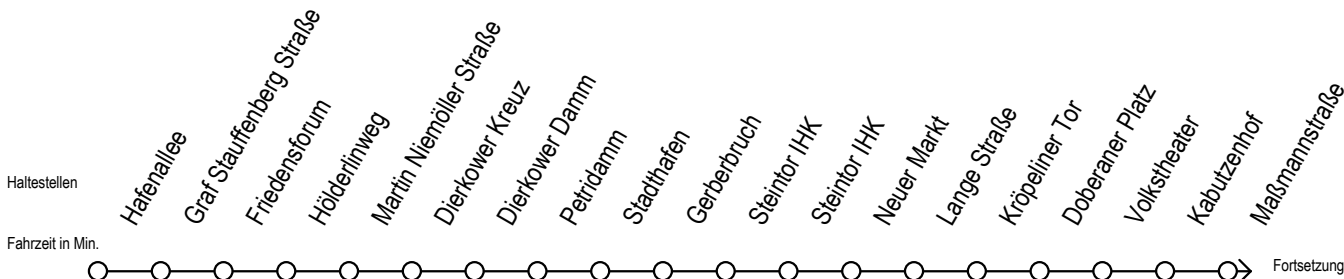 Haltestellen
Hafenallee
Graf Stauffenberg Straße
Friedensforum
Hölderlinweg
Martin Niemöller Straße
Dierkower Kreuz
Dierkower Damm
Petridamm
Stadthafen
Gerberbruch
Steintor IHK
Steintor IHK
Neuer Markt
Lange Straße
Kröpeliner Tor
Doberaner Platz
Volkstheater
Kabutzenhof
Maßmannstraße
Fahrzeit in Min.
Fortsetzung